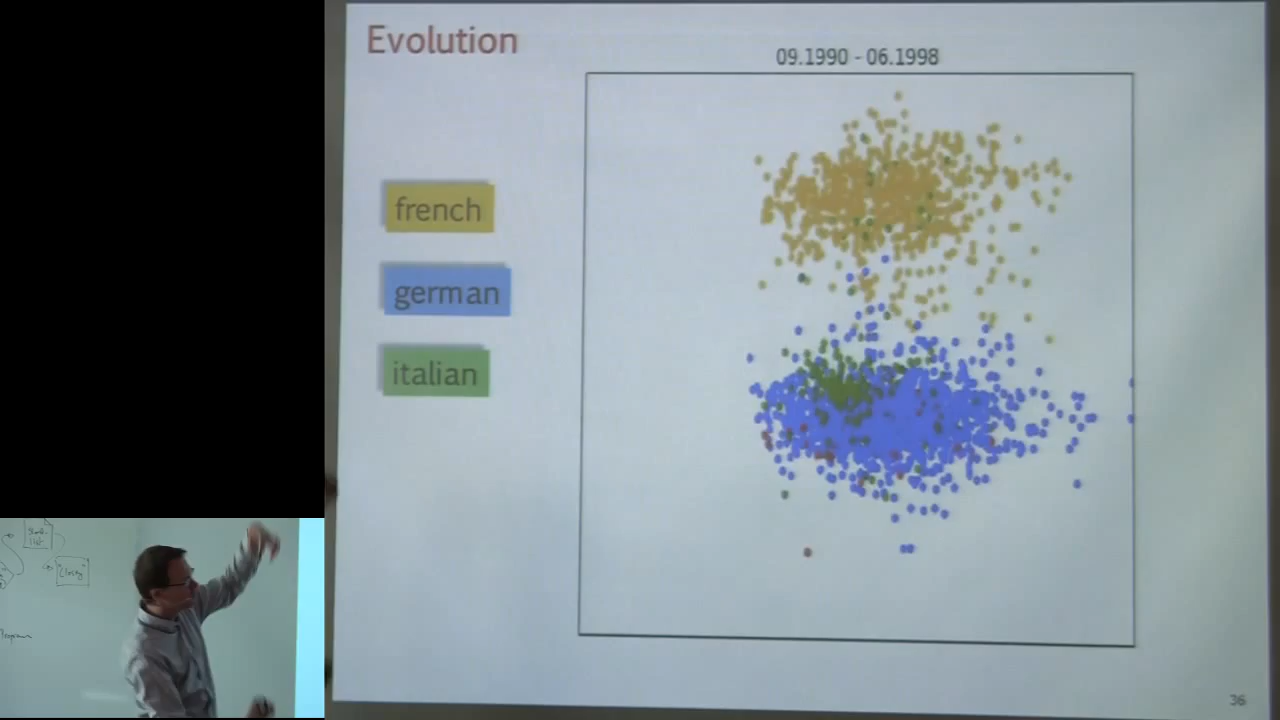 Evolution
09.1990 - 06.1998
french
german
italian
36